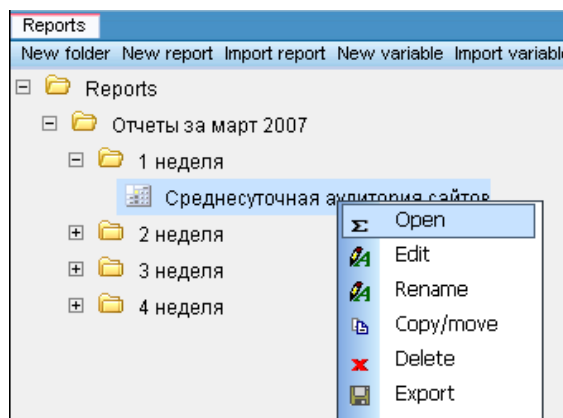 Reports
New folder New report Import report New variable Import variabl
Reports
Отчеты за март 2007
1 неделя
Среднесуточная аудитория сайтов
Open
2 неделя
Edit
3 неделя
Rename
4 неделя
Copy/move
Delete
Export